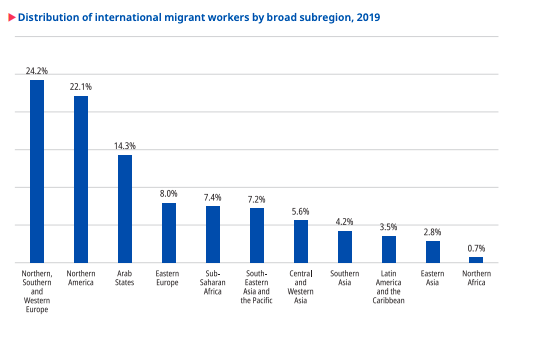 Distribution of international migrant workers by broad subregion, 2019
24.2%
22.1%
14.3%
8.0%
7.4%
7.2%
5.6%
4.2%
3.5%
2.8%
0.7%
Northern,
Southern
and
Western
Europe
Northern
America
Arab
States
Eastern
Europe
Sub-
Saharan
Africa
South-
Eastern
Asia and
the Pacific
Central
and
Western
Asia
Southern
Asia
Latin
America
and the
Caribbean
Eastern
Asia
Northern
Africa